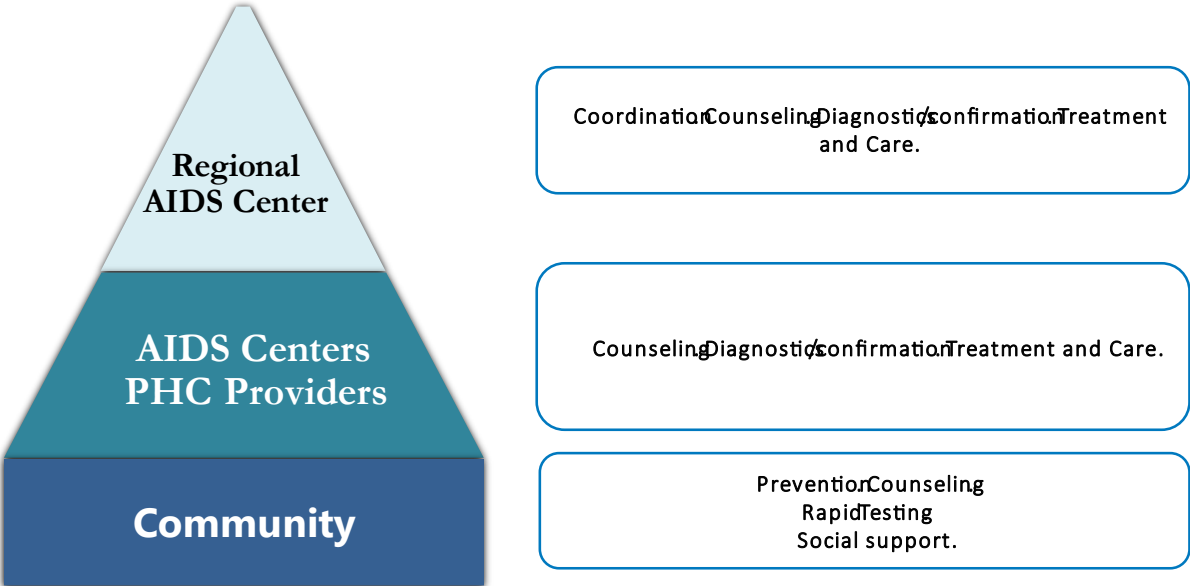 Regional
AIDS Center
Coordination. Counseling. Diagnostics/confirmation. Treatment
and Care.
AIDS Centers
PHC Providers
Counseling. Diagnostics/confirmation. Treatment and Care.
Community
Prevention. Counseling.
Rapid Testing
Social support.